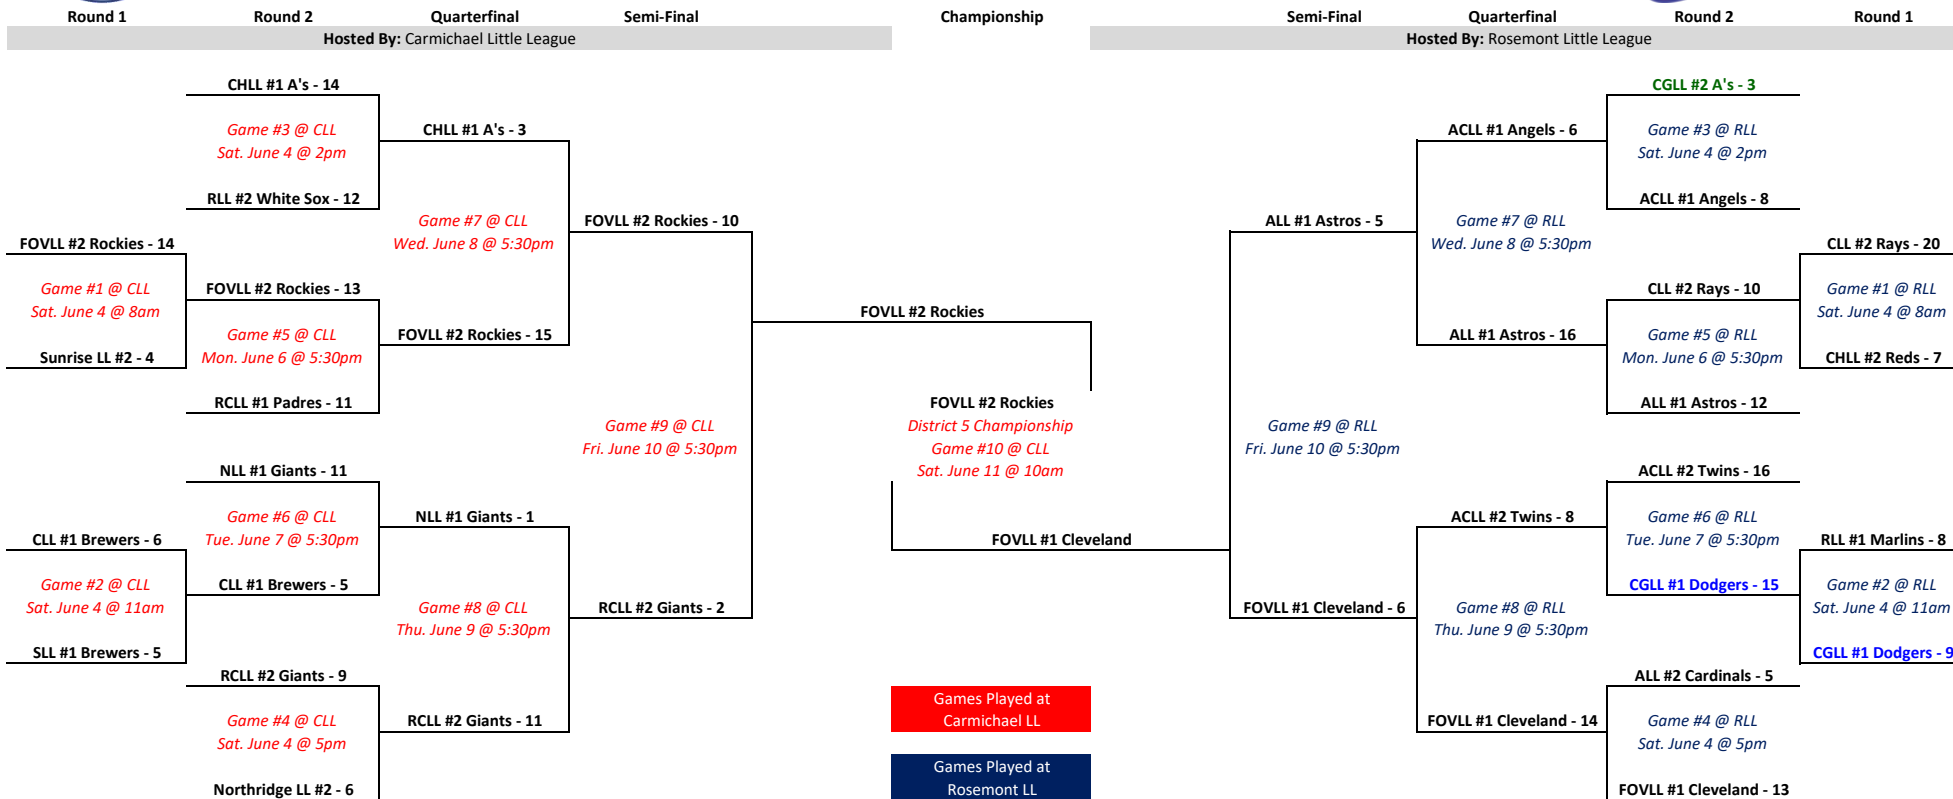 Round 1 Round 2 Quarterfinal Semi-Final Championship Semi-Final Quarterfinal Round 2 Round 1
Hosted By: Carmichael Little League Hosted By: Rosemont Little League
CHLL #1 A's - 14
Game #3 @ CLL
Sat. June 4 @ 2pm
RLL #2 White Sox - 12
CHLL #1 A's - 3
Game #7 @ CLL
Wed. June 8 @ 5:30pm
FOVLL #2 Rockies - 14
Game #1 @ CLL
Sat. June 4 @ 8am
Sunrise LL #2 - 4
FOVLL #2 Rockies - 13
Game #5 @ CLL
Mon. June 6 @ 5:30pm
RCLL #1 Padres - 11
FOVLL #2 Rockies - 15
FOVLL #2 Rockies - 10
Game #9 @ CLL
Fri. June 10 @ 5:30pm
NLL #1 Giants - 11
Game #6 @ CLL
Tue. June 7 @ 5:30pm
CLL #1 Brewers - 5
CLL #1 Brewers - 6
Game #2 @ CLL
Sat. June 4 @ 11am
SLL #1 Brewers - 5
NLL #1 Giants - 1
Game #8 @ CLL
Thu. June 9 @ 5:30pm
RCLL #2 Giants - 2
RCLL #2 Giants - 9
Game #4 @ CLL
Sat. June 4 @ 5pm
Northridge LL #2 - 6
RCLL #2 Giants - 11
FOVLL #2 Rockies
FOVLL #2 Rockies
District 5 Championship
Game #10 @ CLL
Sat. June 11 @ 10am
FOVLL #1 Cleveland
Games Played at
Carmichael LL
Games Played at
Rosemont LL
ALL #1 Astros - 5
Game #9 @ RLL
Fri. June 10 @ 5:30pm
FOVLL #1 Cleveland - 6
ACLL #1 Angels - 6
Game #7 @ RLL
Wed. June 8 @ 5:30pm
ALL #1 Astros - 16
ACLL #2 Twins - 8
Game #8 @ RLL
Thu. June 9 @ 5:30pm
FOVLL #1 Cleveland - 14
CGLL #2 A's - 3
Game #3 @ RLL
Sat. June 4 @ 2pm
ACLL #1 Angels - 8
CLL #2 Rays - 10
Game #5 @ RLL
Mon. June 6 @ 5:30pm
ALL #1 Astros - 12
ACLL #2 Twins - 16
Game #6 @ RLL
Tue. June 7 @ 5:30pm
CGLL #1 Dodgers - 15
ALL #2 Cardinals - 5
Game #4 @ RLL
Sat. June 4 @ 5pm
FOVLL #1 Cleveland - 13
CLL #2 Rays - 20
Game #1 @ RLL
Sat. June 4 @ 8am
CHLL #2 Reds - 7
RLL #1 Marlins - 8
Game #2 @ RLL
Sat. June 4 @ 11am
CGLL #1 Dodgers - 9